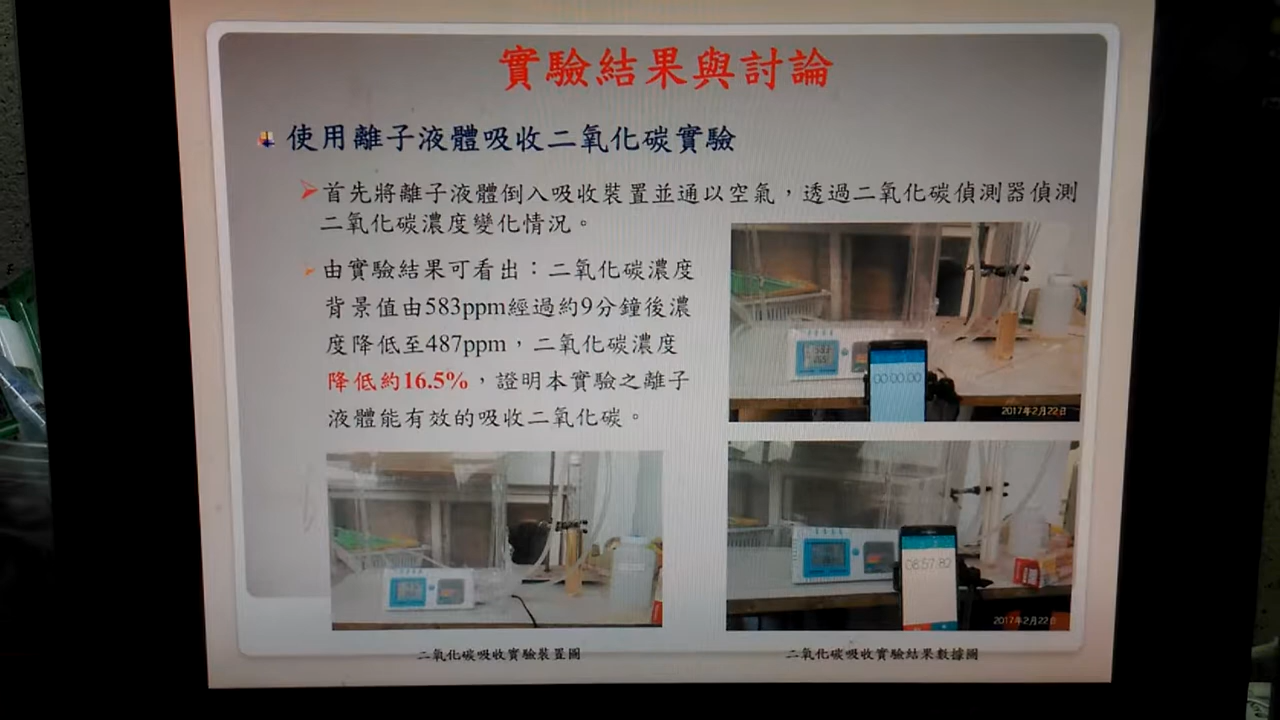 實驗結果與討論
使用離子液體吸收二氧化碳實驗
首先將離子液體倒入吸收裝置並通以空氣，透過二氧化碳偵測器偵測
二氧化碳濃度變化情況。
由實驗結果可看出：二氧化碳濃度
背景值由583ppm經過約9分鐘後濃
度降低至487ppm，二氧化碳濃度
降低約16.5%，證明本實驗之離子
液體能有效的吸收二氧化碳。
00:00.00
2017年2月22日
08:57.82
2017年2月22日
二氧化碳吸收實驗裝置圖
二氧化碳吸收實驗結果數據圖